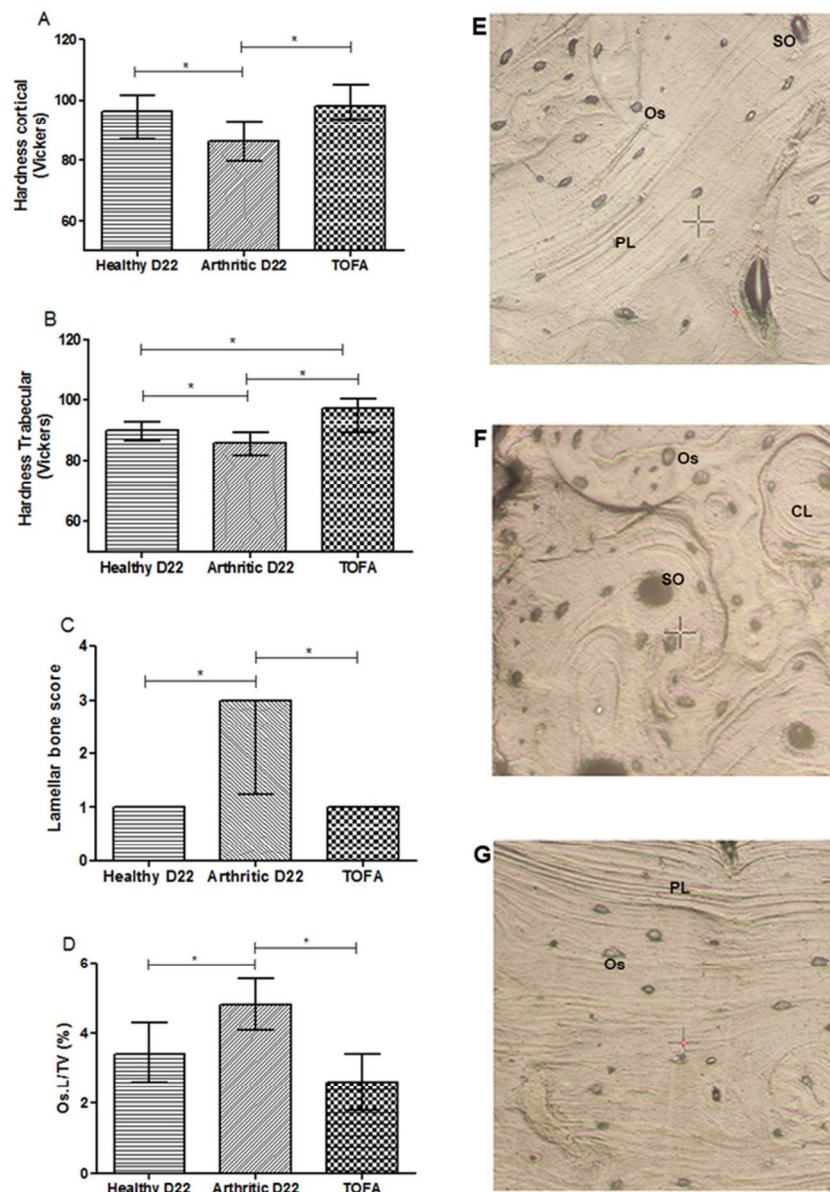 A
Hardness cortical
(Vickers)
120
100
80
60
*
*
Healthy D22 Arthritic D22 TOFA
B
Hardness Trabecular
(Vickers)
120
100
80
60
*
*
*
Healthy D22 Arthritic D22 TOFA
C
Lamellar bone score
4
3
2
1
0
*
*
Healthy D22 Arthritic D22 TOFA
D
Os.L/TV (%)
6
4
2
0
*
*
Healthy D22 Arthritic D22 TOFA
E
SO
Os
PL
F
Os
CL
SO
G
PL
Os